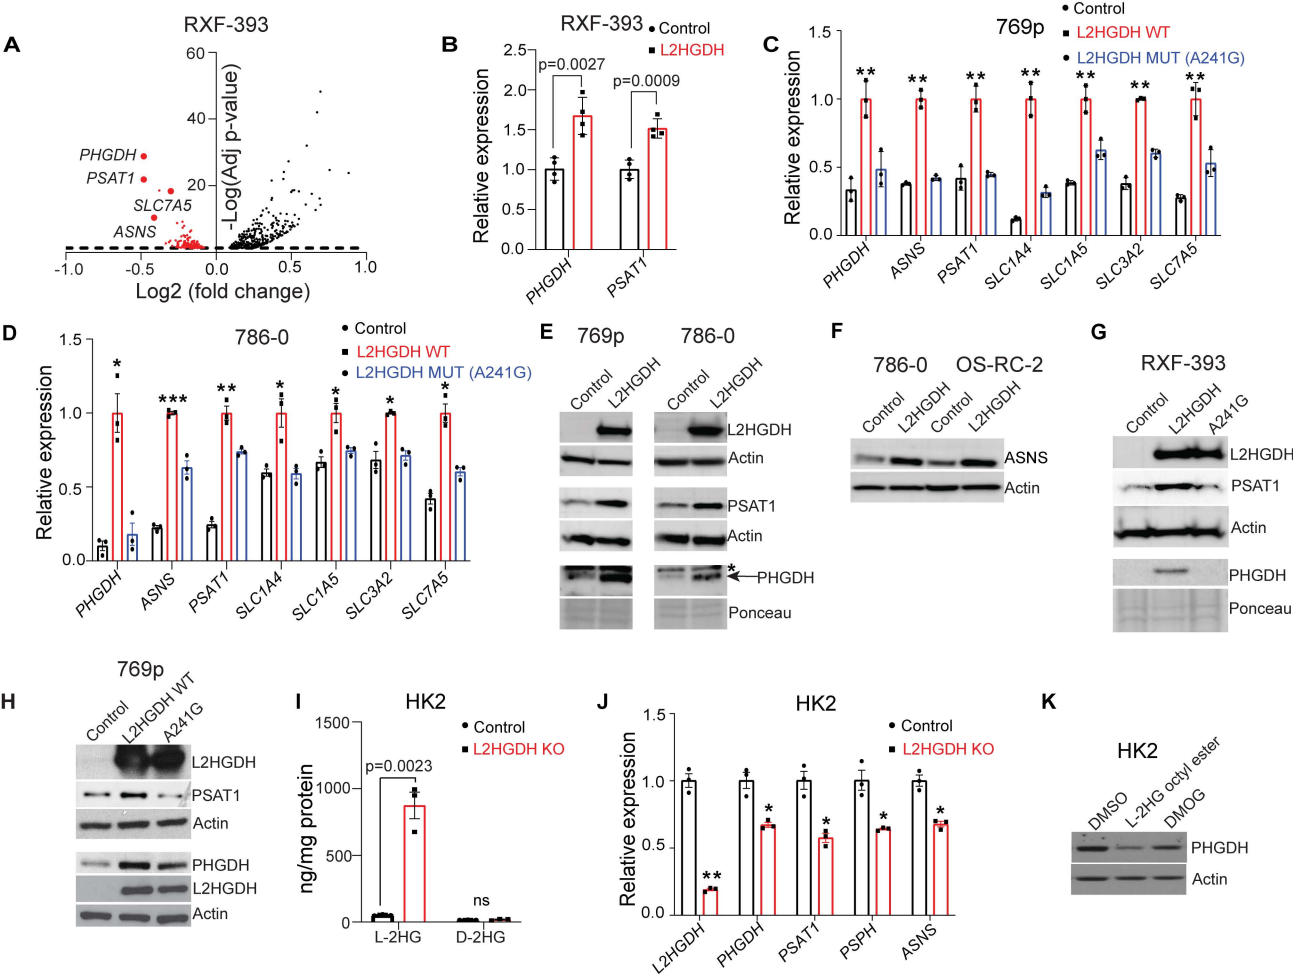 A
RXF-393
60
40
20
-Log(Adj p-value)
PHGDH
PSAT1
SLC7A5
ASNS
-1.0
-0.5
0.0
0.5
1.0
Log2 (fold change)
B
RXF-393
Control
L2HGDH
2.5
2.0
1.5
1.0
0.5
0.0
Relative expression
p=0.0027
p=0.0009
PHGDH
PSAT1
C
769p
Control
L2HGDH WT
L2HGDH MUT (A241G)
1.5
1.0
0.5
0.0
Relative expression
** ** ** ** ** ** **
PHGDH
ASNS
PSAT1
SLC1A4
SLC1A5
SLC3A2
SLC7A5
D
786-0
Control
L2HGDH WT
L2HGDH MUT (A241G)
1.5
1.0
0.5
0.0
Relative expression
* *** ** * * * *
PHGDH
ASNS
PSAT1
SLC1A4
SLC1A5
SLC3A2
SLC7A5
E
769p
786-0
Control
L2HGDH
Control
L2HGDH
L2HGDH
Actin
PSAT1
Actin
*
PHGDH
Ponceau
F
786-0
OS-RC-2
Control
L2HGDH
Control
L2HGDH
ASNS
Actin
G
RXF-393
Control
L2HGDH
A241G
L2HGDH
PSAT1
Actin
PHGDH
Ponceau
H
769p
Control
L2HGDH WT
A241G
L2HGDH
PSAT1
Actin
PHGDH
L2HGDH
Actin
I
HK2
Control
L2HGDH KO
1500
1000
500
0
ng/mg protein
p=0.0023
ns
L-2HG
D-2HG
J
HK2
Control
L2HGDH KO
1.5
1.0
0.5
0.0
Relative expression
** * * * *
L2HGDH
PHGDH
PSAT1
PSPH
ASNS
K
HK2
DMSO
L-2HG octyl ester
DMOG
PHGDH
Actin